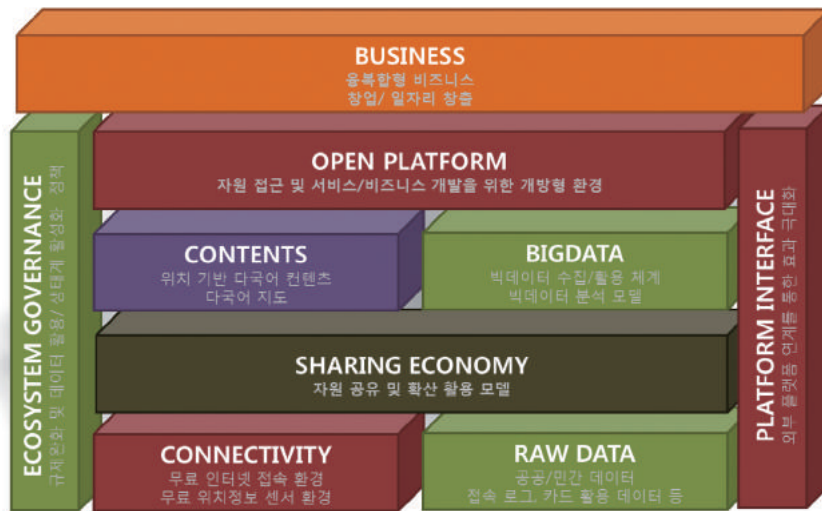 BUSINESS
융복합형 비즈니스
창업/ 일자리 창출
OPEN PLATFORM
자원 접근 및 서비스/비즈니스 개발을 위한 개방형 환경
CONTENTS
위치 기반 다국어 컨텐츠
다국어 지도
BIGDATA
빅데이터 수집/활용 체계
빅데이터 분석 모델
SHARING ECONOMY
자원 공유 및 확산 활용 모델
CONNECTIVITY
무료 인터넷 접속 환경
무료 위치정보 센서 환경
RAW DATA
공공/민간 데이터
접속 로그, 카드 활용 데이터 등
ECOSYSTEM GOVERNANCE
규제완화 및 데이터 활용/ 생태계 활성화 정책
PLATFORM INTERFACE
외부 플랫폼 연계를 통한 효과 극대화